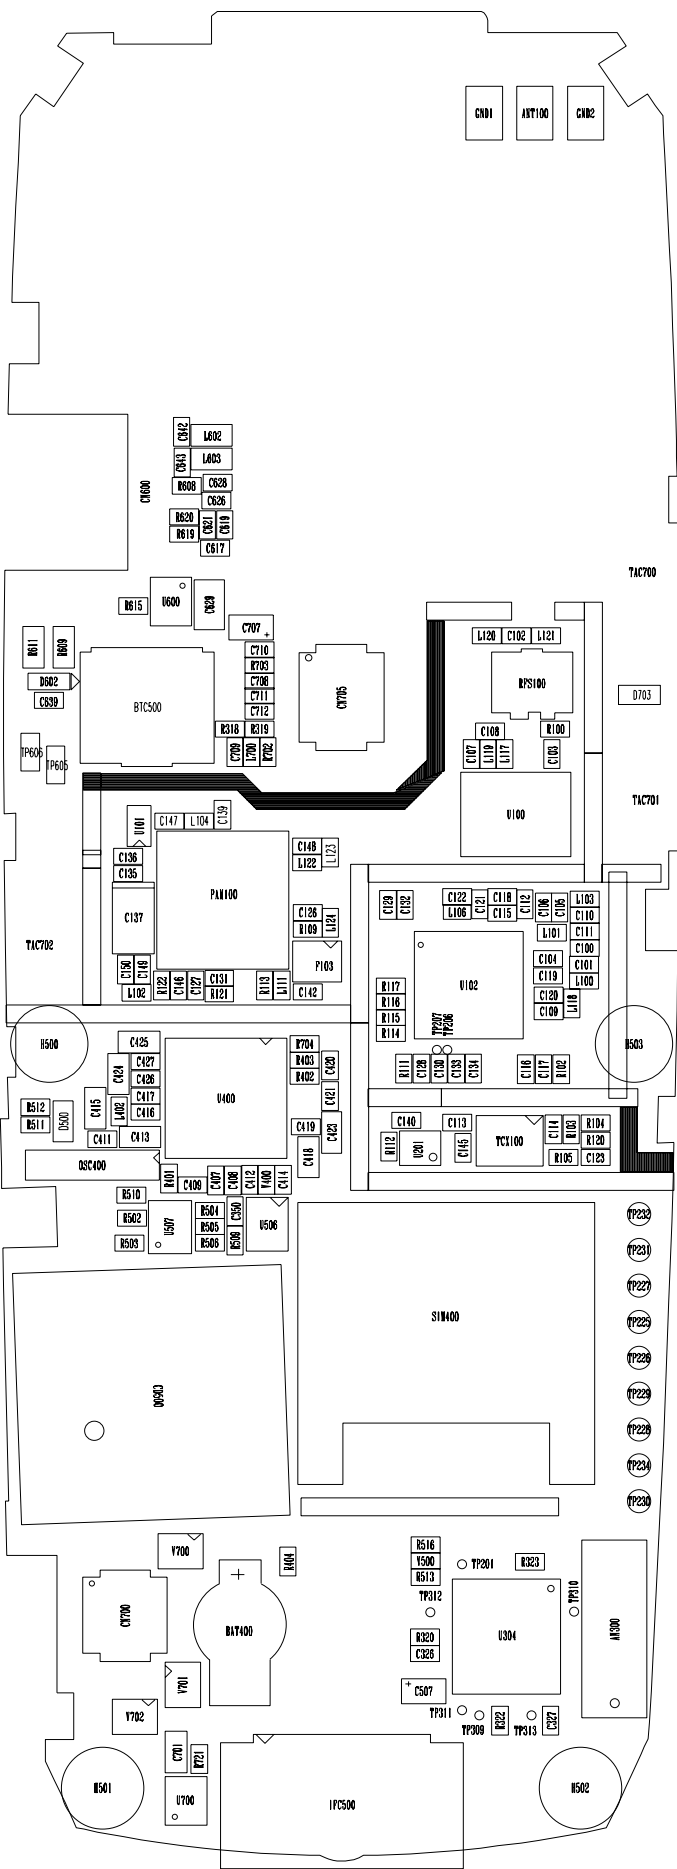 GND1 ANT100 GND2
C642 L602
C643 L603
R608 C628
C626
CN600
R620 C621 C619
R619
C617
TAC700
U600 C629
R615
C707
L120 C102 L121
R611 R609
C710
R703
D602
C708
C639
C711
BTC500
C712
CN705
RFS100
D703
R318 R319
C108 R100
TP606 TP605
C709 L700 R702
C107 L119 L117 C103
TAC701
U101
C147 L104 C139
U100
C136
C135
C148
L122 L123
C137
PAM100
C129 C132
C122
L106
C121
C118
C115
C112
C106 C105
L103
C110
C126
R109
L124
L101
C111
C100
TAC702
C150 C149
F103
U102
C104
C119
C101
L100
L102
R122 C146 C127
C131
R121
R113 L111
C142
R117
R116
R115
R114
C120
C109
L118
TP207
TP206
H500
H503
C425
R704
R403
R402
C420
C424
C427
C426
C417
C416
U400
R111 C128 C130 C133 C134
C116 C117 R102
C421
R512
R511
D500
C415
L402
C411
C413
C419
C423
C418
C140
C113
R112
U201
C145
TCX100
C114 R103
R104
R120
R105 C123
OSC400
R401 C409 C407 C408 C412 V400 C414
R510
R502
R503
U507
R504
R505
R506
C350
R509
U506
TP232
TP231
TP227
TP225
TP226
TP229
TP228
TP234
TP230
SIM400
V700
R404
R516
V500
R513
TP201
R323
TP312
TP310
CN700
BAT400
R320
C326
U304
AN300
V701
C507
V702
TP311
TP309
R322
TP313
C327
C701
R721
H501
U700
IFC500
H502